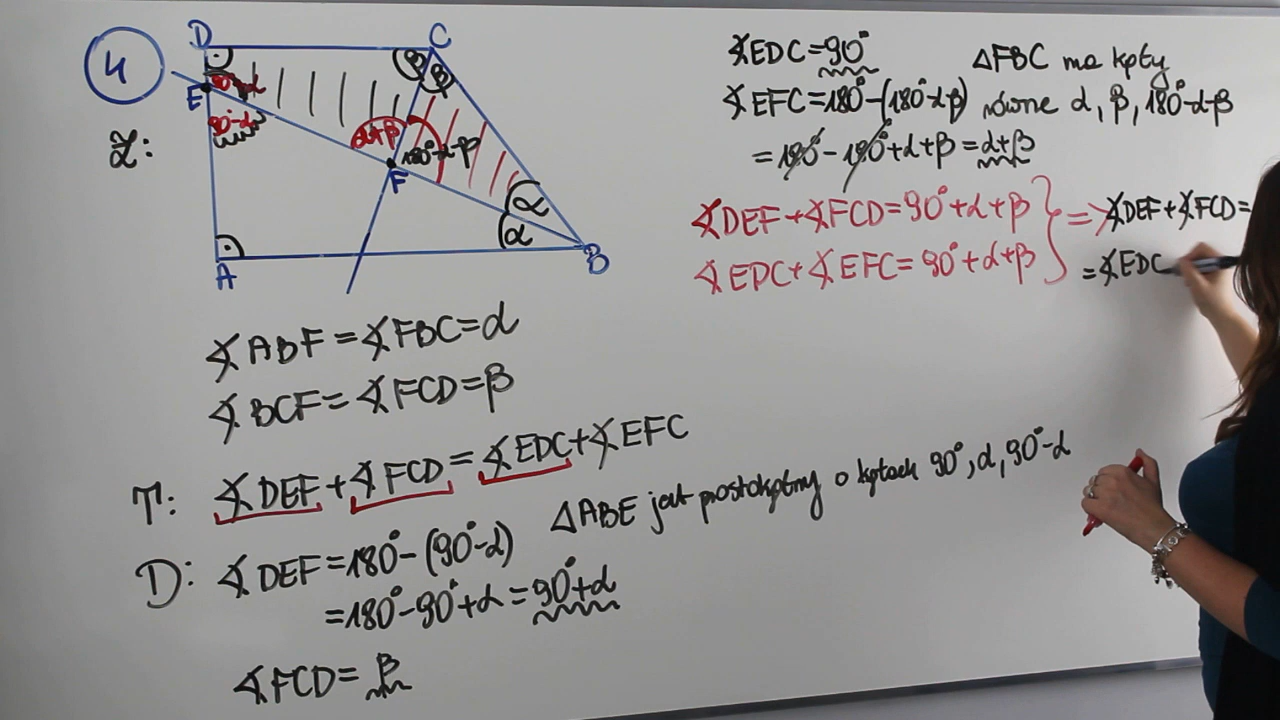 4
D
C
E
90°-α
Z:
α+β
180°-α-β
β
β
F
α
α
A
B
∢ABF=∢FBC=α
∢BCF=∢FCD=β
T: ∢DEF+∢FCD=∢EDC+∢EFC
D: ∢DEF=180°-(90°-α)
=180°-90°+α=90°+α
∢FCD=β
ΔABE jest prostokątny o kątach 90°,α,90°-α
∢EDC=90°
∢EFC=180°-(180°-α-β)
=180°-180°+α+β=α+β
ΔFBC ma kąty
równe α, β, 180°-α-β
∢DEF+∢FCD=90°+α+β
∢EDC+∢EFC=90°+α+β
=> ∢DEF+∢FCD=
=∢EDC